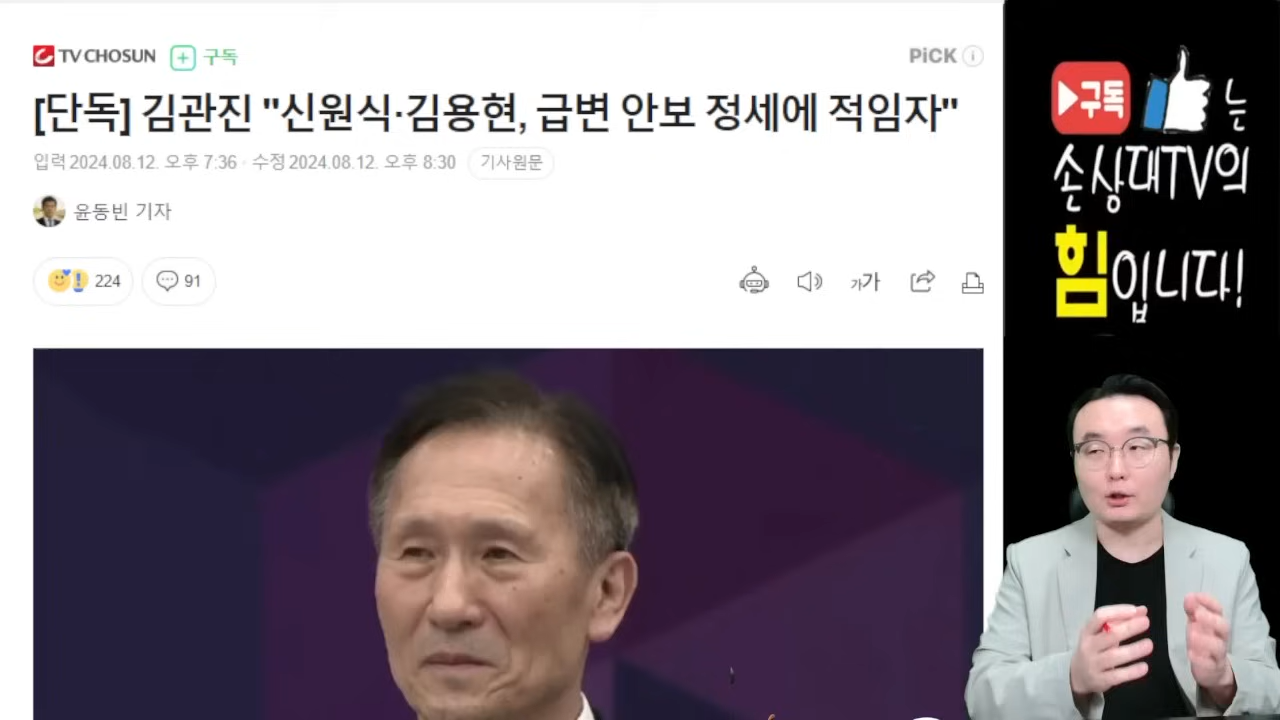 TV CHOSUN 구독
PiCK
[단독] 김관진 "신원식·김용현, 급변 안보 정세에 적임자"
입력 2024.08.12. 오후 7:36 · 수정 2024.08.12. 오후 8:30 기사원문
윤동빈 기자
224 91
가가
구독 는
손상대TV의
힘입니다!